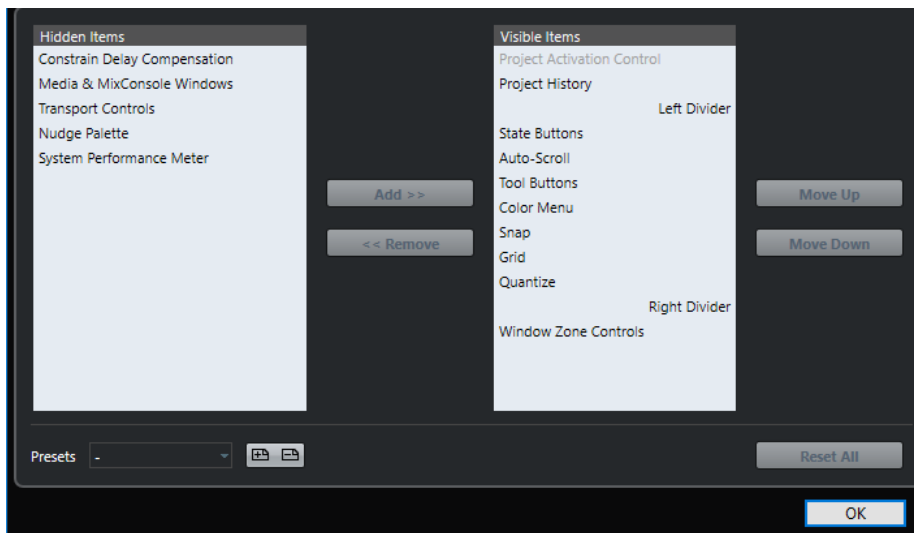 Hidden Items
Constrain Delay Compensation
Media & MixConsole Windows
Transport Controls
Nudge Palette
System Performance Meter
Add >>
<< Remove
Visible Items
Project Activation Control
Project History
Left Divider
State Buttons
Auto-Scroll
Tool Buttons
Color Menu
Snap
Grid
Quantize
Right Divider
Window Zone Controls
Move Up
Move Down
Presets -
Reset All
OK